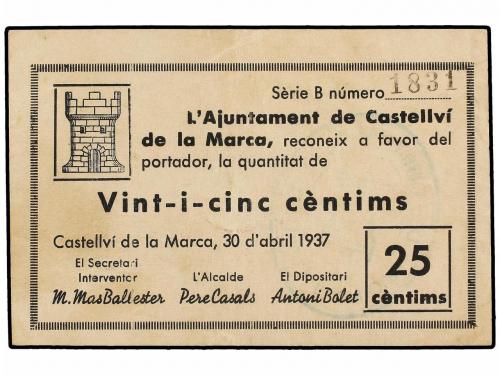 Sèrie B número 1831
L'Ajuntament de Castellví
de la Marca, reconeix a favor del
portador, la quantitat de
Vint-i-cinc cèntims
Castellví de la Marca, 30 d'abril 1937
El Secretari
Interventor
L'Alcalde
El Dipositari
M. Mas Ballester
Pere Casals
Antoni Bolet
25
cèntims